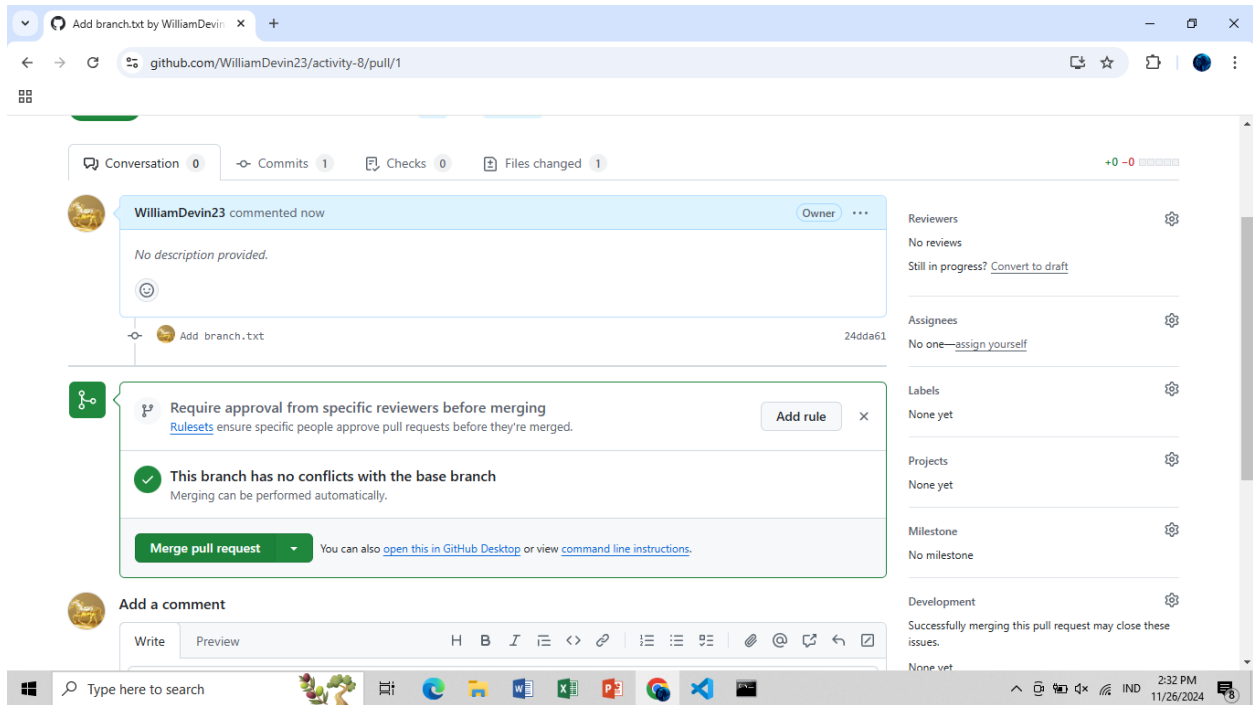 Add branch.txt by WilliamDevin
github.com/WilliamDevin23/activity-8/pull/1
Conversation 0 Commits 1 Checks 0 Files changed 1 +0 −0
WilliamDevin23 commented now Owner
No description provided.
Add branch.txt 24dda61
Require approval from specific reviewers before merging
Rulesets ensure specific people approve pull requests before they're merged.
Add rule
This branch has no conflicts with the base branch
Merging can be performed automatically.
Merge pull request You can also open this in GitHub Desktop or view command line instructions.
Add a comment
Write Preview
Reviewers
No reviews
Still in progress? Convert to draft
Assignees
No one—assign yourself
Labels
None yet
Projects
None yet
Milestone
No milestone
Development
Successfully merging this pull request may close these
issues.
None yet
Type here to search
IND
2:32 PM
11/26/2024
8